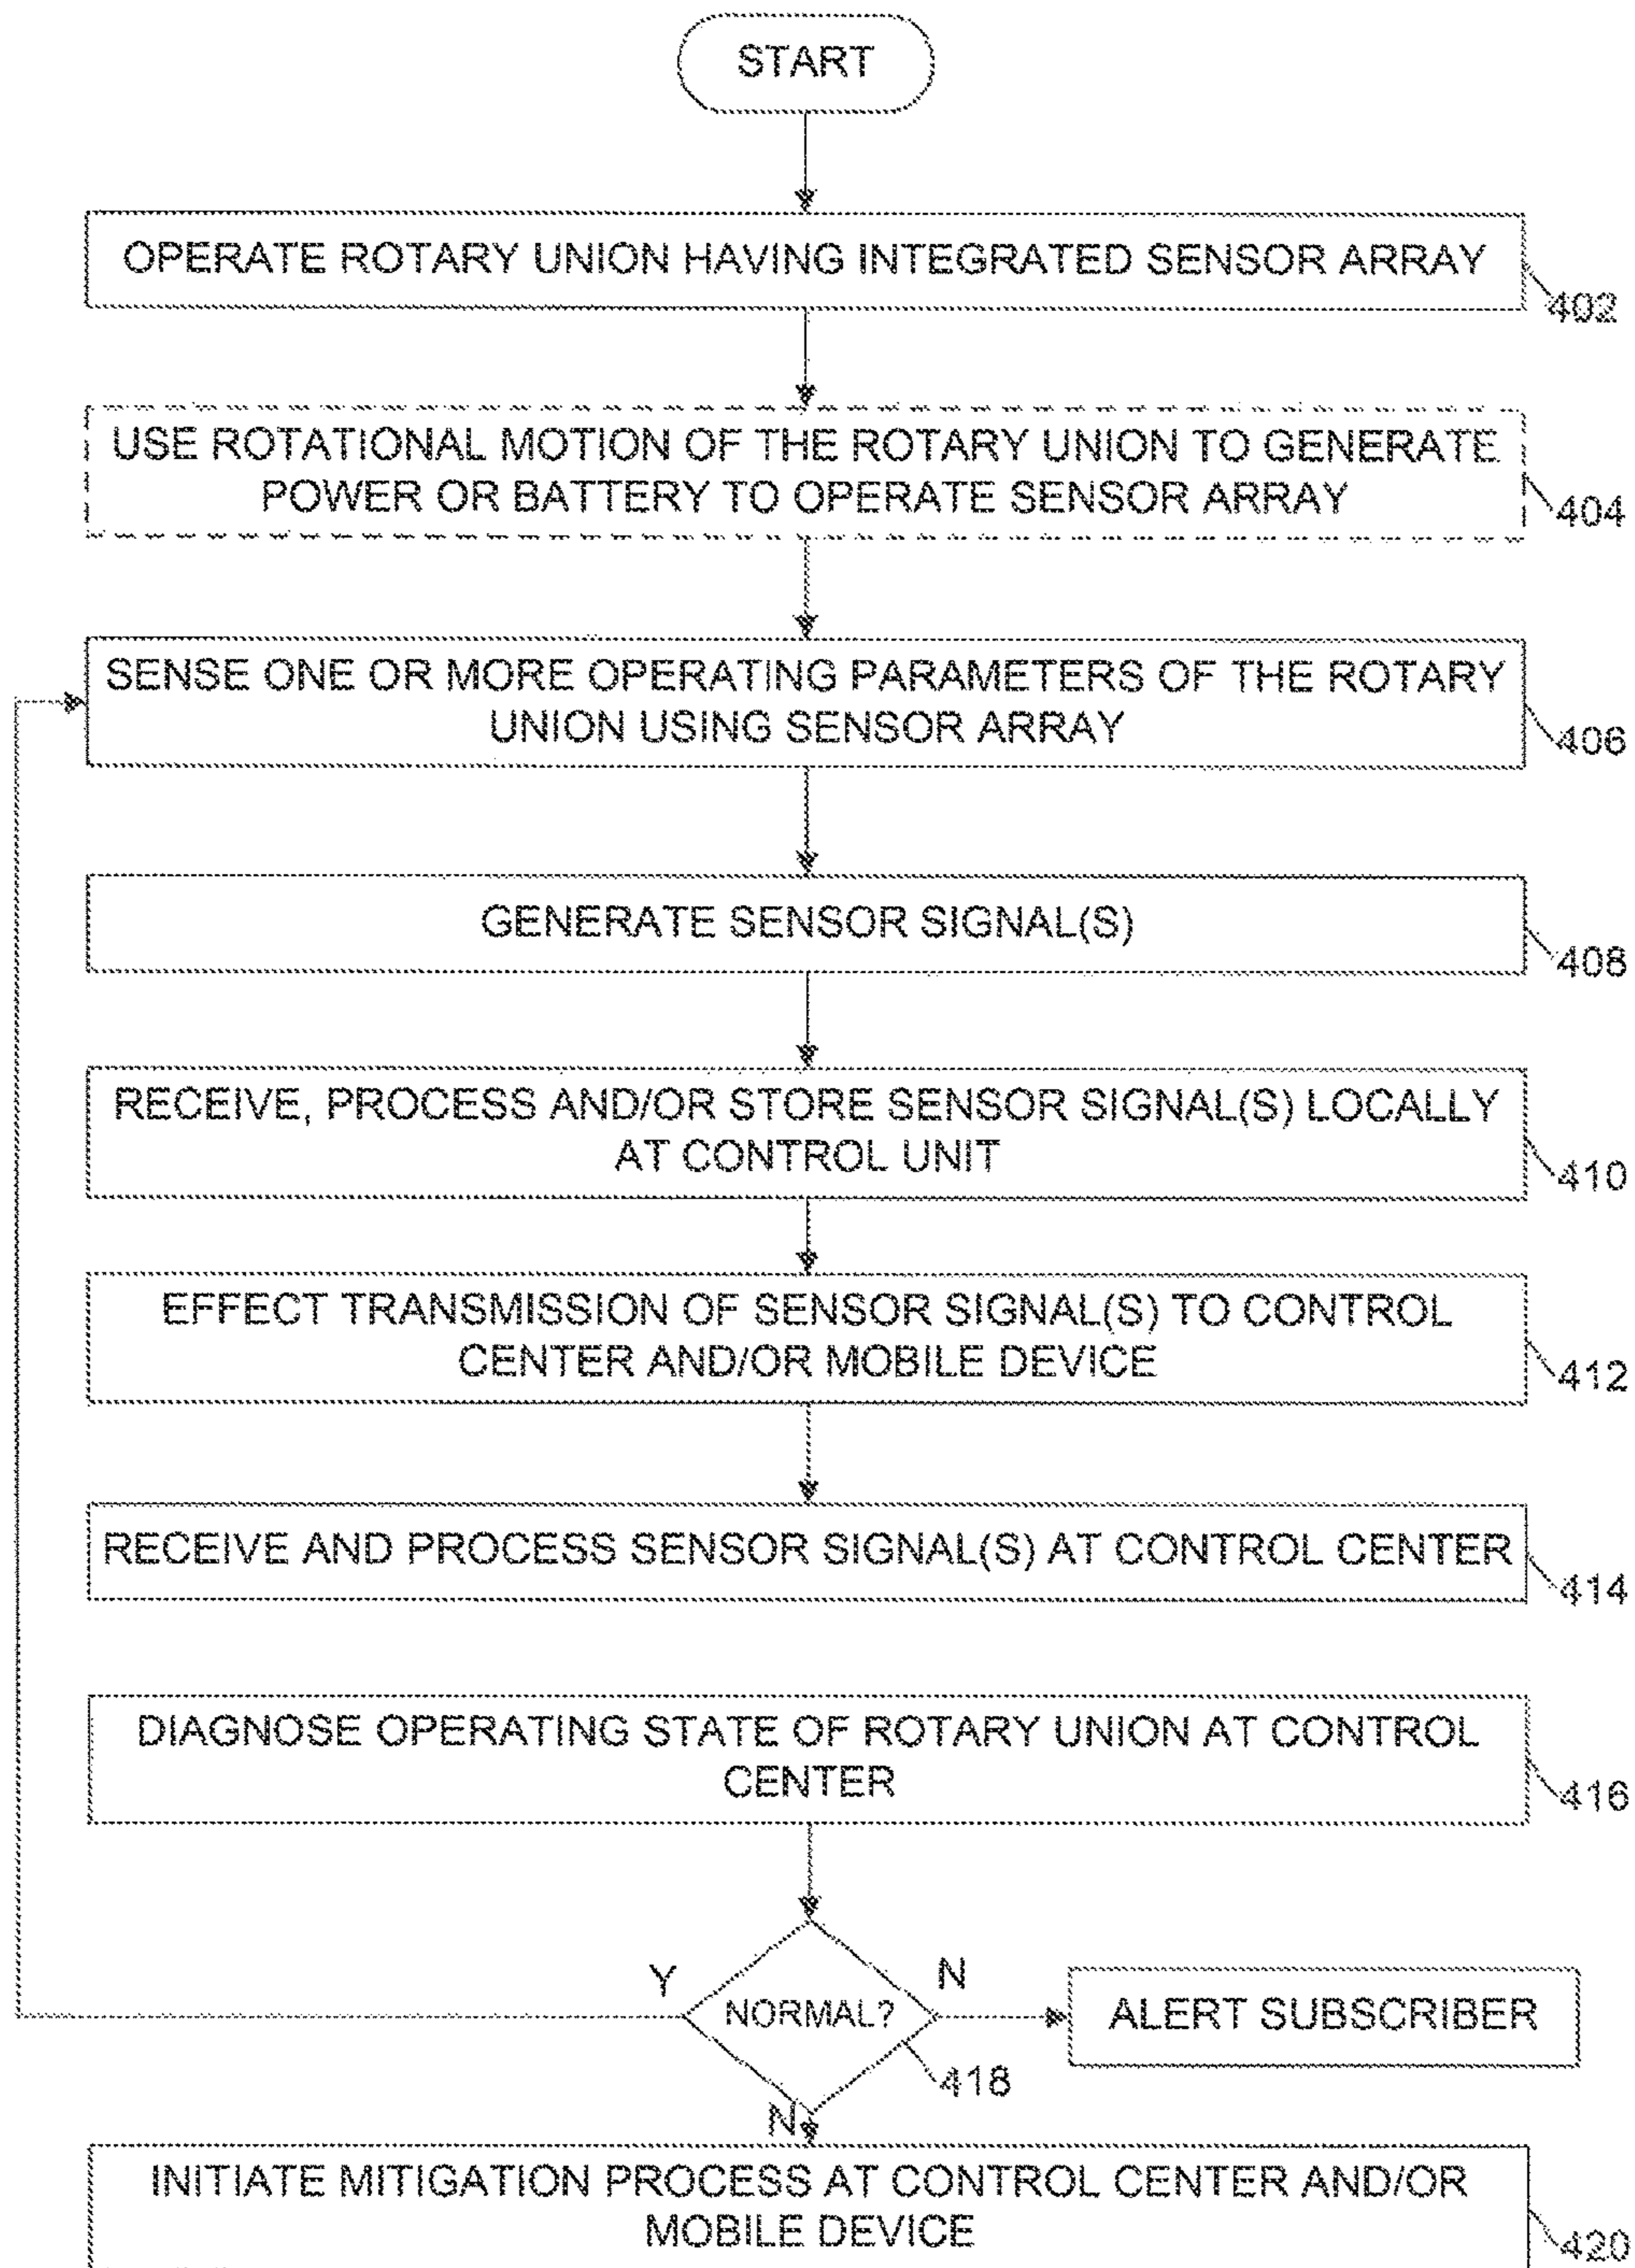 START
OPERATE ROTARY UNION HAVING INTEGRATED SENSOR ARRAY
402
USE ROTATIONAL MOTION OF THE ROTARY UNION TO GENERATE
POWER OR BATTERY TO OPERATE SENSOR ARRAY
404
SENSE ONE OR MORE OPERATING PARAMETERS OF THE ROTARY
UNION USING SENSOR ARRAY
406
GENERATE SENSOR SIGNAL(S)
408
RECEIVE, PROCESS AND/OR STORE SENSOR SIGNAL(S) LOCALLY
AT CONTROL UNIT
410
EFFECT TRANSMISSION OF SENSOR SIGNAL(S) TO CONTROL
CENTER AND/OR MOBILE DEVICE
412
RECEIVE AND PROCESS SENSOR SIGNAL(S) AT CONTROL CENTER
414
DIAGNOSE OPERATING STATE OF ROTARY UNION AT CONTROL
CENTER
416
Y
NORMAL?
N
ALERT SUBSCRIBER
418
N
INITIATE MITIGATION PROCESS AT CONTROL CENTER AND/OR
MOBILE DEVICE
420